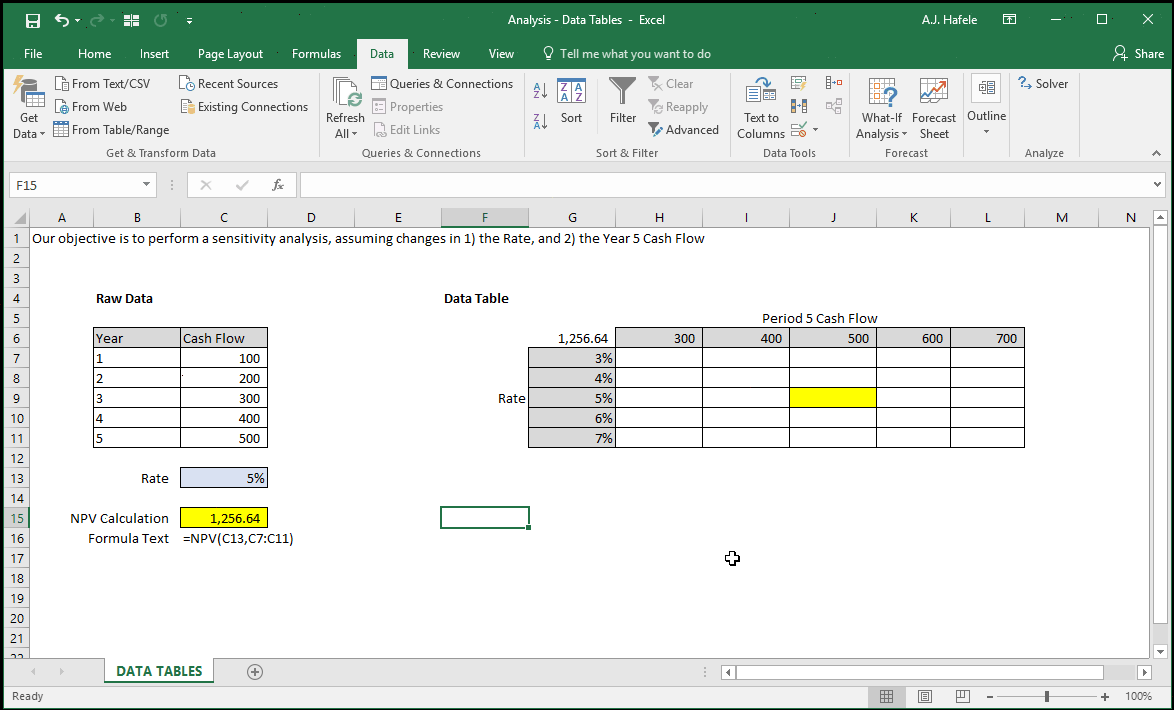 Analysis - Data Tables - Excel
A.J. Hafele
File Home Insert Page Layout Formulas Data Review View Tell me what you want to do Share
From Text/CSV Recent Sources Queries & Connections Clear Solver
From Web Existing Connections Properties Reapply
From Table/Range Edit Links Advanced
Get Data Refresh All Sort Filter Text to Columns What-If Analysis Forecast Sheet Outline
Get & Transform Data Queries & Connections Sort & Filter Data Tools Forecast Analyze
F15 fx
A B C D E F G H I J K L M N
1 Our objective is to perform a sensitivity analysis, assuming changes in 1) the Rate, and 2) the Year 5 Cash Flow
2
3
4 Raw Data Data Table
5 Period 5 Cash Flow
6 Year Cash Flow 1,256.64 300 400 500 600 700
7 1 100 3%
8 2 200 4%
9 3 300 Rate 5%
10 4 400 6%
11 5 500 7%
12
13 Rate 5%
14
15 NPV Calculation 1,256.64
16 Formula Text =NPV(C13,C7:C11)
17
18
19
20
21
22
DATA TABLES
Ready 100%